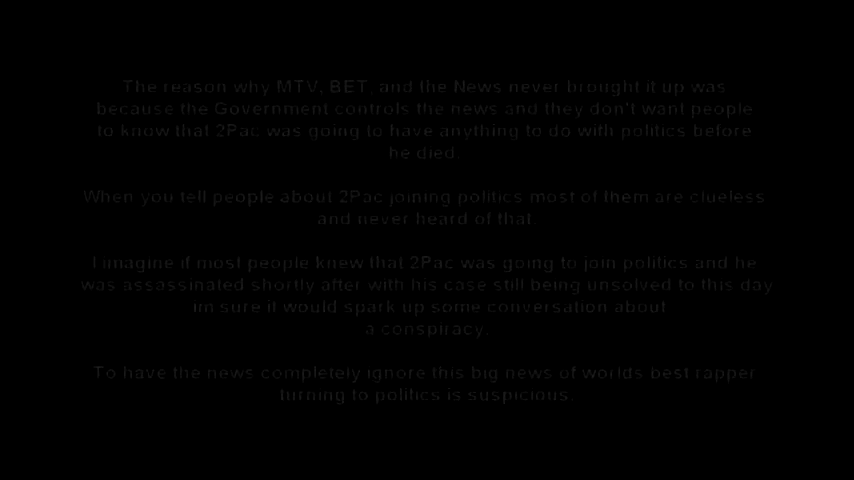 The reason why MTV, BET, and the News never brought it up was
because the Government controls the news and they don't want people
to know that 2Pac was going to have anything to do with politics before
he died.
When you tell people about 2Pac joining politics most of them are clueless
and never heard of that.
I imagine if most people knew that 2Pac was going to join politics and he
was assassinated shortly after with his case still being unsolved to this day
im sure it would spark up some conversation about
a conspiracy.
To have the news completely ignore this big news of worlds best rapper
turning to politics is suspicious.